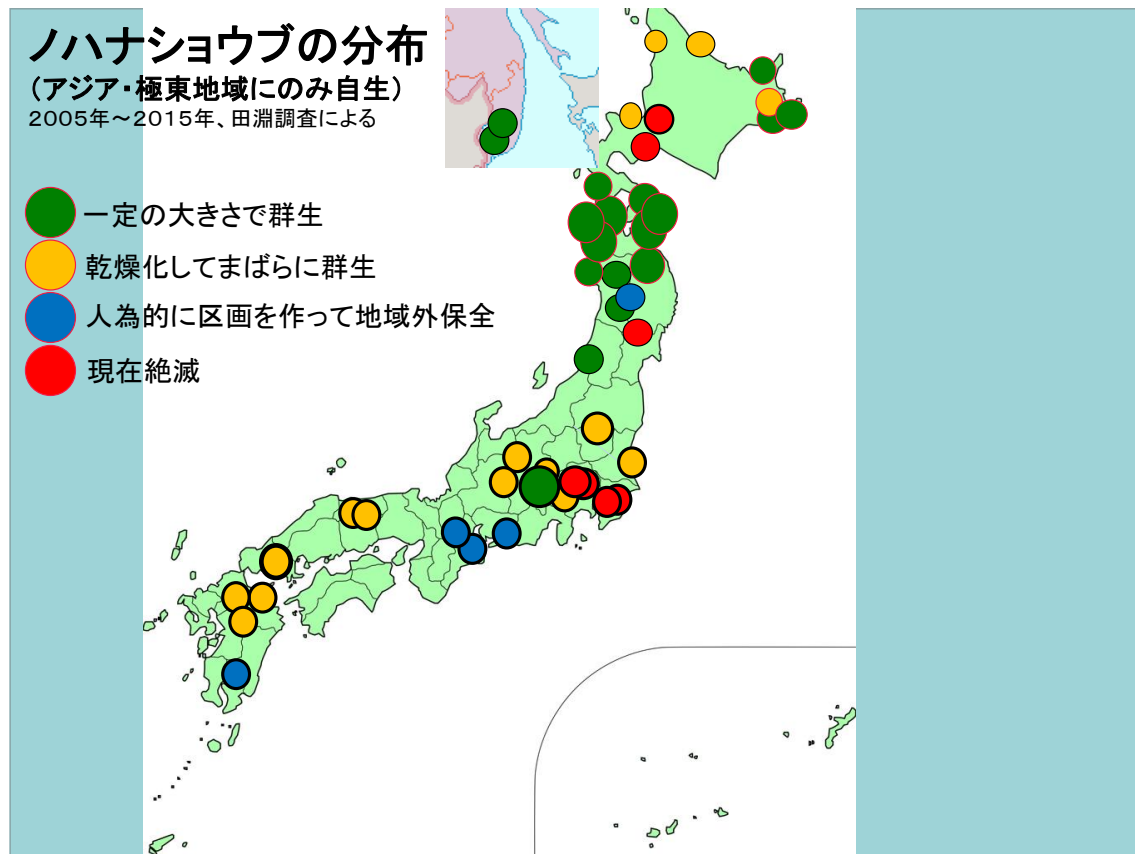 ノハナショウブの分布
（アジア・極東地域にのみ自生）
2005年～2015年、田淵調査による
一定の大きさで群生
乾燥化してまばらに群生
人為的に区画を作って地域外保全
現在絶滅